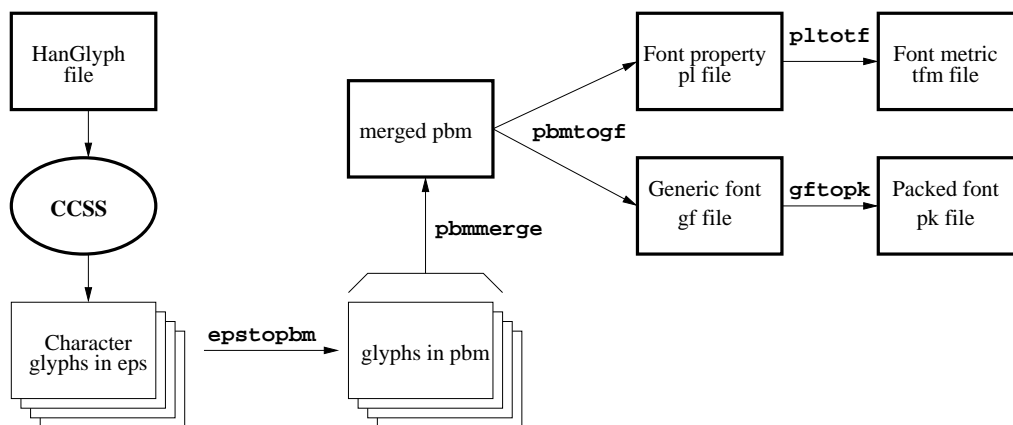 HanGlyph
file
CCSS
Character
glyphs in eps
epstopbm
glyphs in pbm
pbmmerge
merged pbm
pbmtogf
Font property
pl file
pltotf
Font metric
tfm file
Generic font
gf file
gftopk
Packed font
pk file